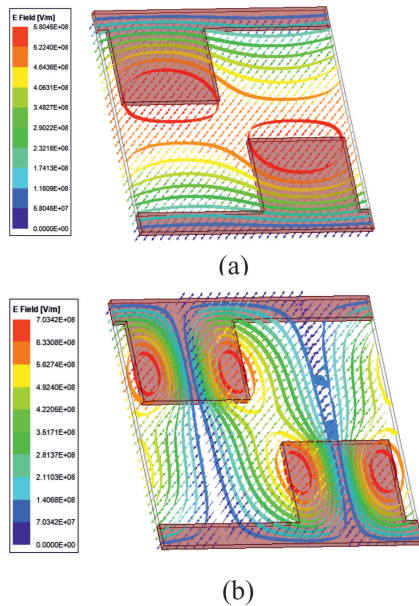 E Field [V/m]
5.8046E+08
5.2240E+08
4.6436E+08
4.0631E+08
3.4827E+08
2.9022E+08
2.3218E+08
1.7413E+08
1.1609E+08
5.8046E+07
0.0000E+00
(a)
E Field [V/m]
7.0342E+08
6.3308E+08
5.6274E+08
4.9240E+08
4.2205E+08
3.5171E+08
2.8137E+08
2.1103E+08
1.4068E+08
7.0342E+07
0.0000E+00
(b)